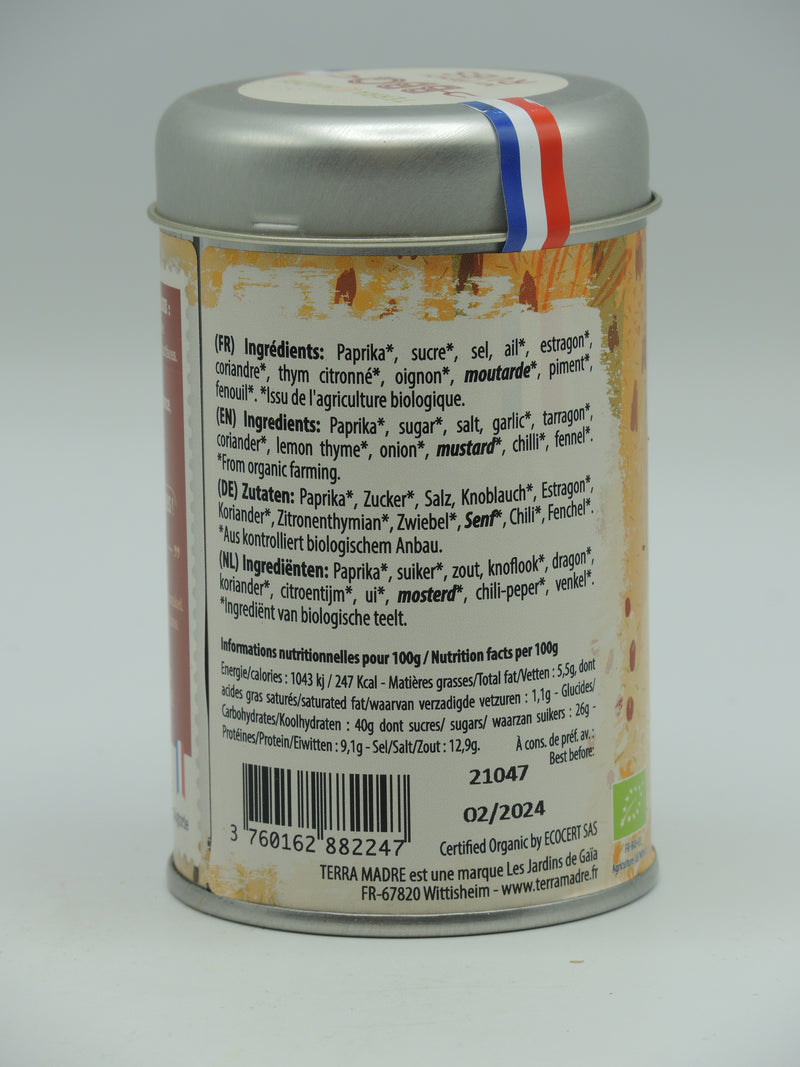 (FR) Ingrédients: Paprika*, sucre*, sel, ail*, estragon*,
coriandre*, thym citronné*, oignon*, moutarde*, piment*,
fenouil*. *Issu de l'agriculture biologique.
(EN) Ingredients: Paprika*, sugar*, salt, garlic*, tarragon*,
coriander*, lemon thyme*, onion*, mustard*, chilli*, fennel*.
*From organic farming.
(DE) Zutaten: Paprika*, Zucker*, Salz, Knoblauch*, Estragon*,
Koriander*, Zitronenthymian*, Zwiebel*, Senf*, Chili*, Fenchel*.
*Aus kontrolliert biologischem Anbau.
(NL) Ingrediënten: Paprika*, suiker*, zout, knoflook*, dragon*,
koriander*, citroentijm*, ui*, mosterd*, chili-peper*, venkel*.
*Ingrediënt van biologische teelt.
Informations nutritionnelles pour 100g / Nutrition facts per 100g
Energie/calories : 1043 kj / 247 Kcal - Matières grasses/Total fat/Vetten : 5,5g, dont
acides gras saturés/saturated fat/waarvan verzadigde vetzuren : 1,1g - Glucides/
Carbohydrates/Koolhydraten : 40g dont sucres/ sugars/ waarzan suikers : 26g -
Protéines/Protein/Eiwitten : 9,1g - Sel/Salt/Zout : 12,9g.
À cons. de préf. av. :
Best before:
21047
02/2024
3 760162 882247
Certified Organic by ECOCERT SAS
TERRA MADRE est une marque Les Jardins de Gaïa
FR-67820 Wittisheim - www.terramadre.fr